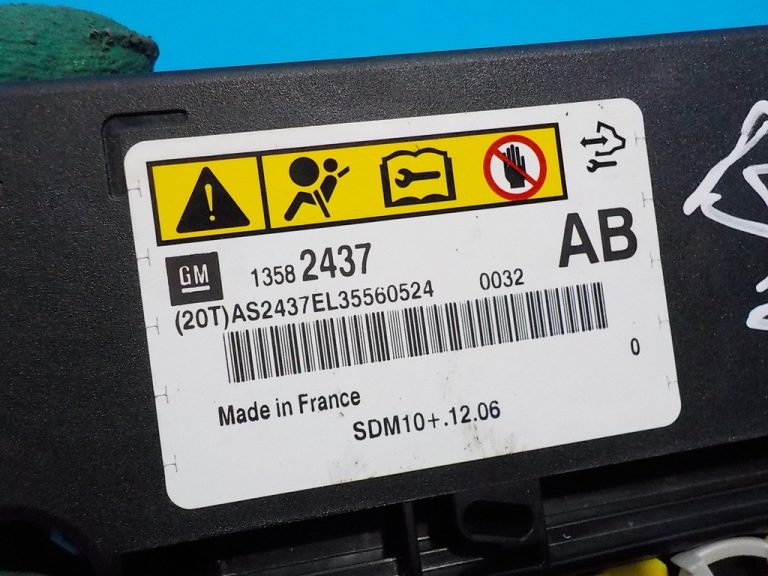 GM 1358 2437 AB
(20T)AS2437EL35560524 0032
0
Made in France
SDM10+.12.06